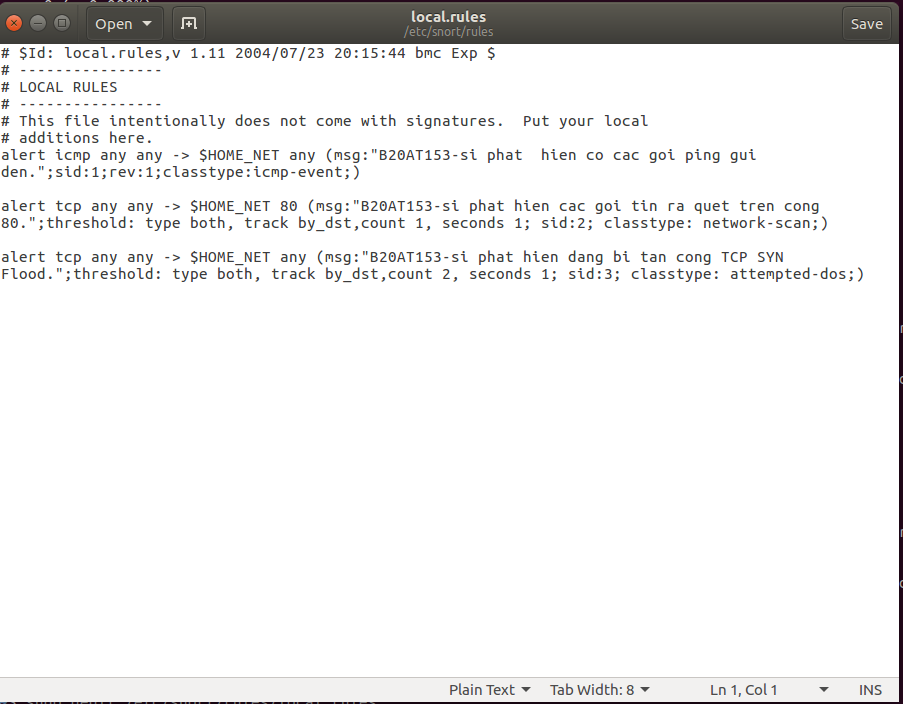 Open
local.rules
/etc/snort/rules
Save
# $Id: local.rules,v 1.11 2004/07/23 20:15:44 bmc Exp $
# ----------------
# LOCAL RULES
# ----------------
# This file intentionally does not come with signatures.  Put your local
# additions here.
alert icmp any any -> $HOME_NET any (msg:"B20AT153-si phat  hien co cac goi ping gui
den.";sid:1;rev:1;classtype:icmp-event;)
alert tcp any any -> $HOME_NET 80 (msg:"B20AT153-si phat hien cac goi tin ra quet tren cong
80.";threshold: type both, track by_dst,count 1, seconds 1; sid:2; classtype: network-scan;)
alert tcp any any -> $HOME_NET any (msg:"B20AT153-si phat hien dang bi tan cong TCP SYN
Flood.";threshold: type both, track by_dst,count 2, seconds 1; sid:3; classtype: attempted-dos;)
Plain Text
Tab Width: 8
Ln 1, Col 1
INS